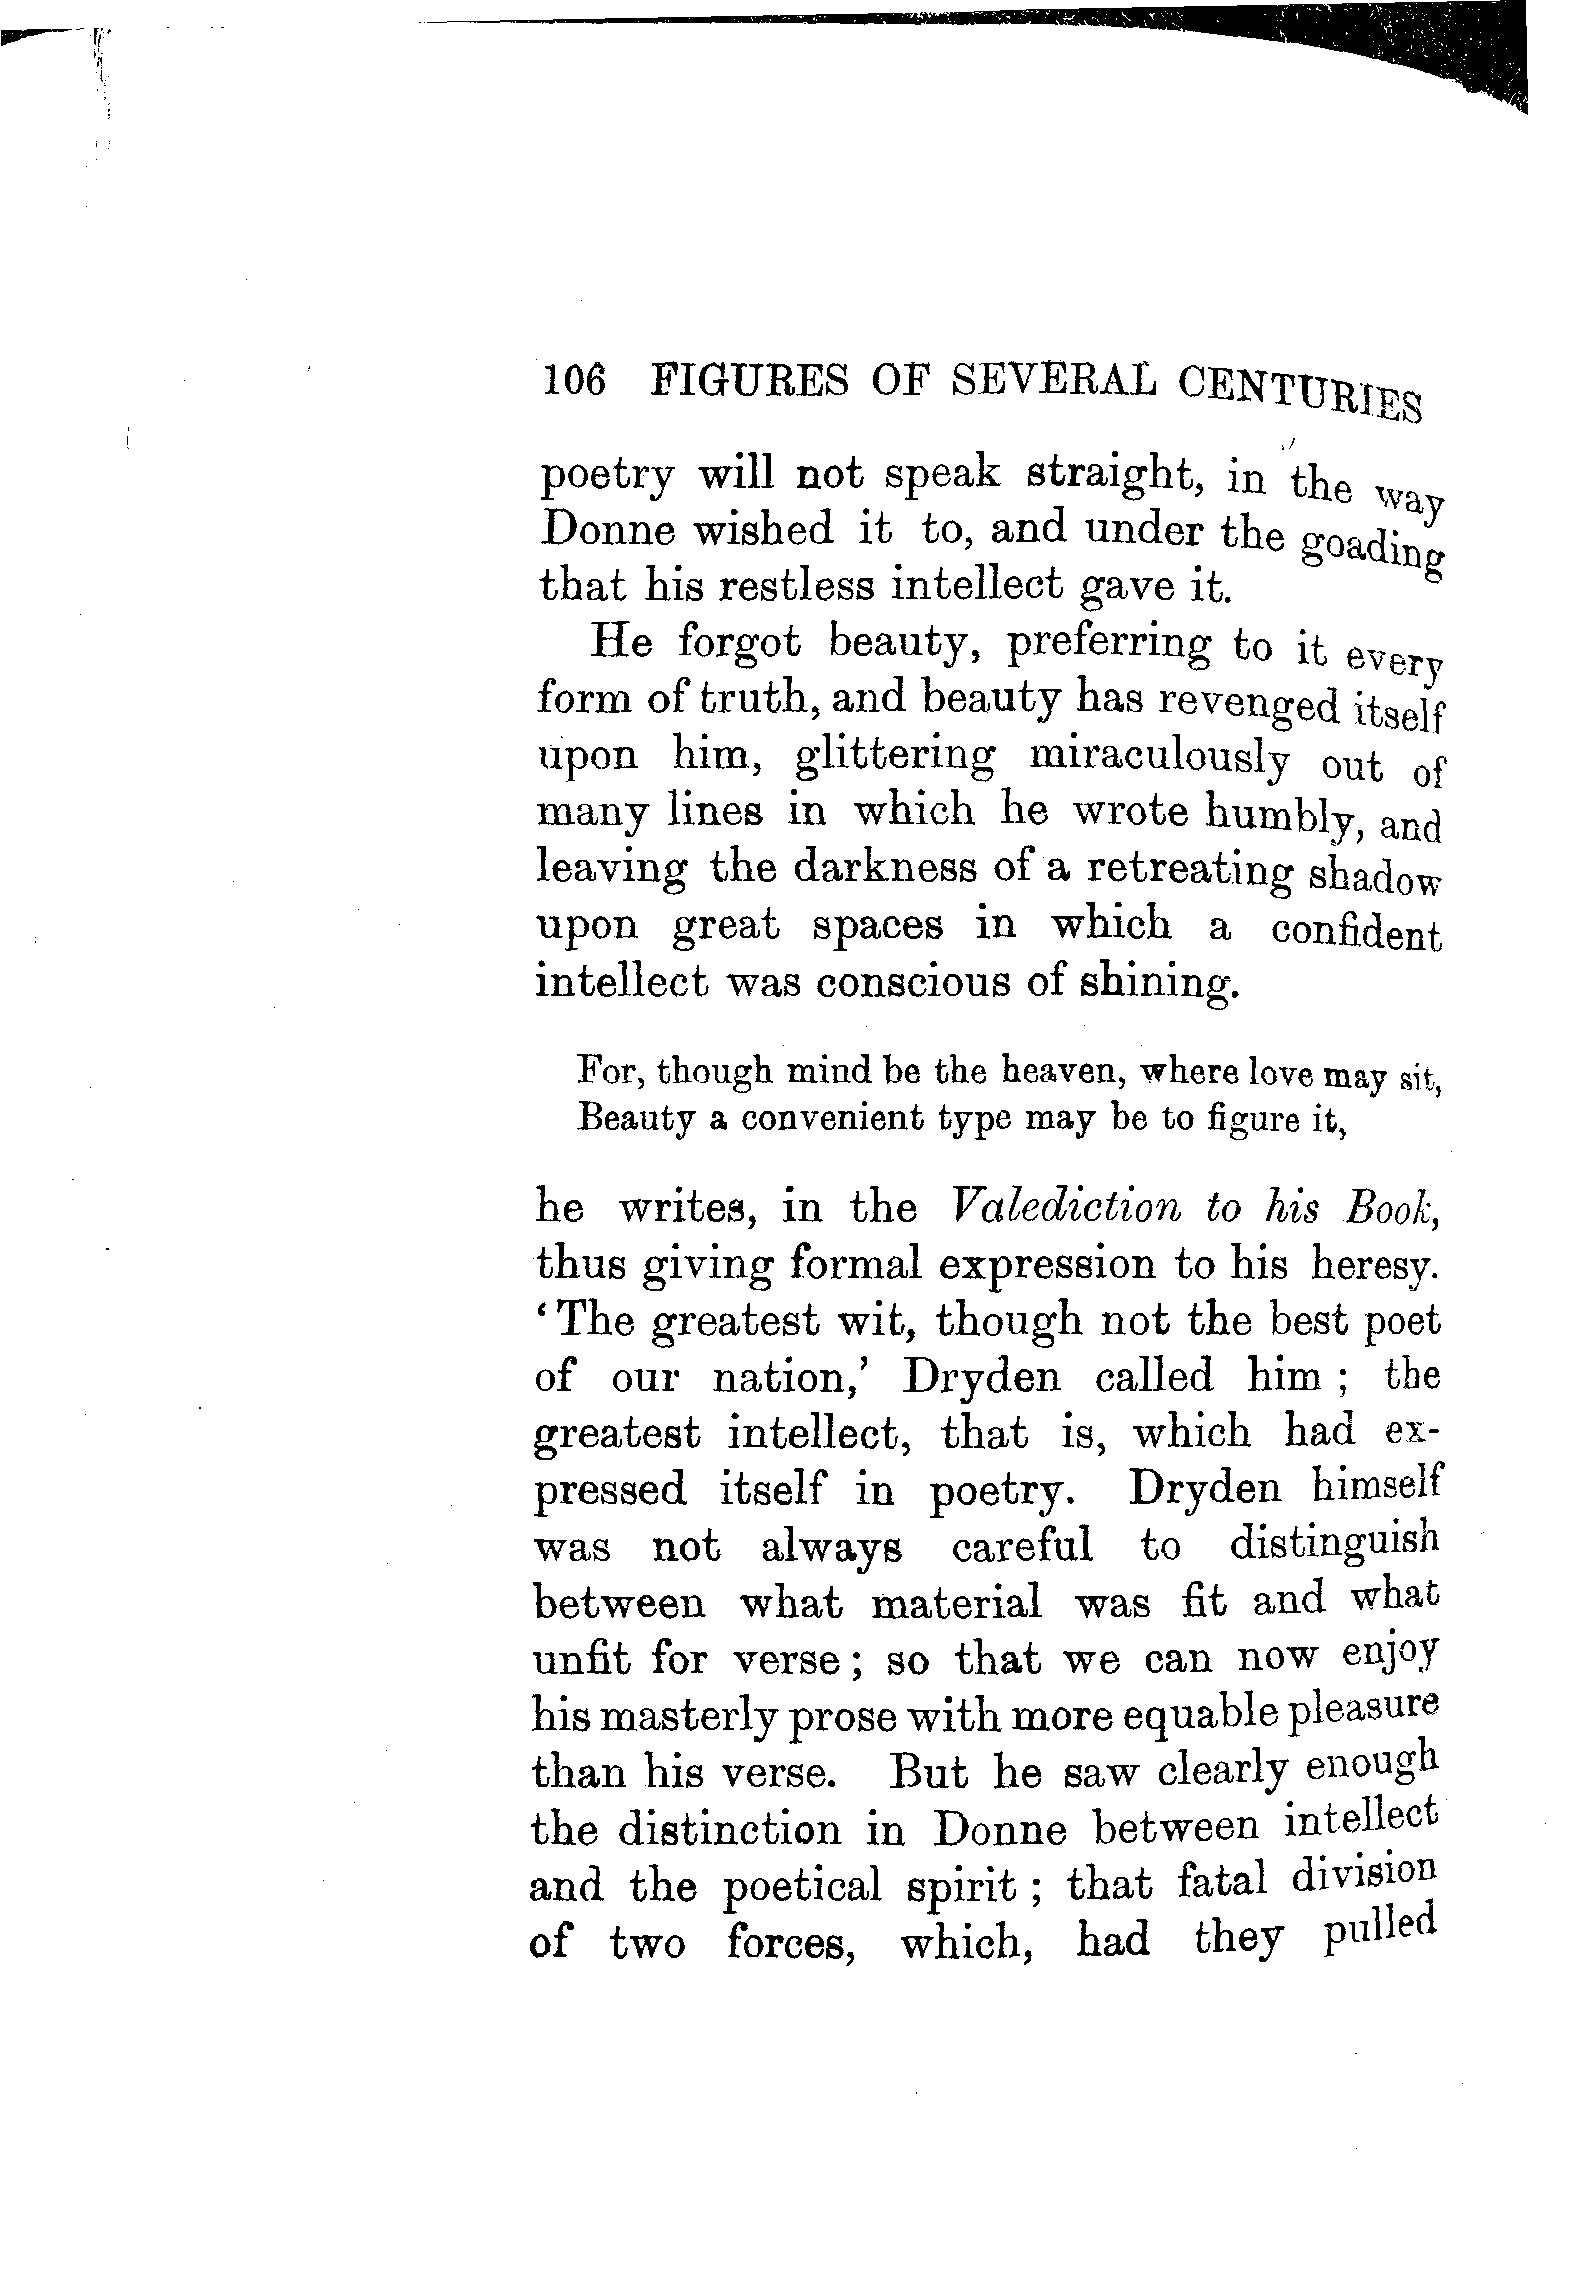 106 FIGURES OF SEVERAL CENTURIES
poetry will not speak straight, in the way
Donne wished it to, and under the goading
that his restless intellect gave it.
He forgot beauty, preferring to it every
form of truth, and beauty has revenged itself
upon him, glittering miraculously out of
many lines in which he wrote humbly, and
leaving the darkness of a retreating shadow
upon great spaces in which a confident
intellect was conscious of shining.
For, though mind be the heaven, where love may sit,
Beauty a convenient type may be to figure it,
he writes, in the Valediction to his Book,
thus giving formal expression to his heresy.
‘The greatest wit, though not the best poet
of our nation,’ Dryden called him ; the
greatest intellect, that is, which had ex-
pressed itself in poetry. Dryden himself
was not always careful to distinguish
between what material was fit and what
unfit for verse ; so that we can now enjoy
his masterly prose with more equable pleasure
than his verse. But he saw clearly enough
the distinction in Donne between intellect
and the poetical spirit ; that fatal division
of two forces, which, had they pulled